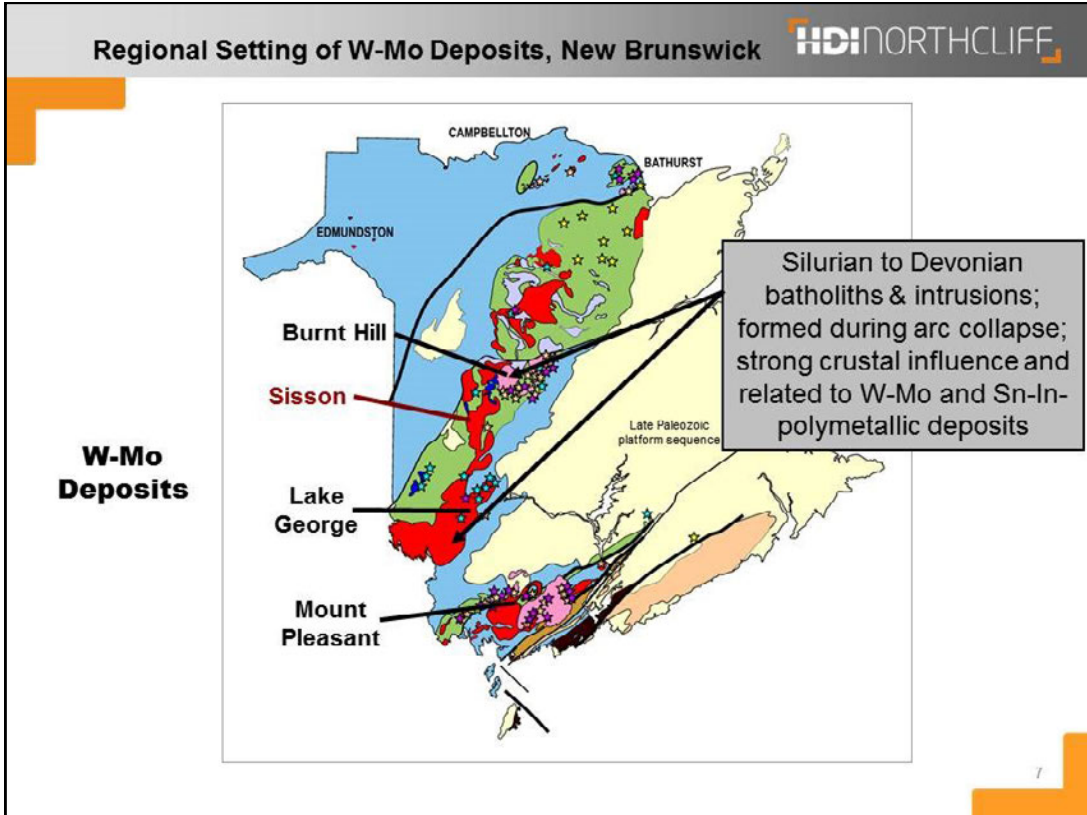 Regional Setting of W-Mo Deposits, New Brunswick
HDI NORTHCLIFF
CAMPBELLTON
BATHURST
EDMUNDSTON
Silurian to Devonian
batholiths & intrusions;
formed during arc collapse;
strong crustal influence and
related to W-Mo and Sn-In-
polymetallic deposits
Burnt Hill
Sisson
Late Paleozoic
platform sequence
W-Mo
Deposits
Lake
George
Mount
Pleasant
7